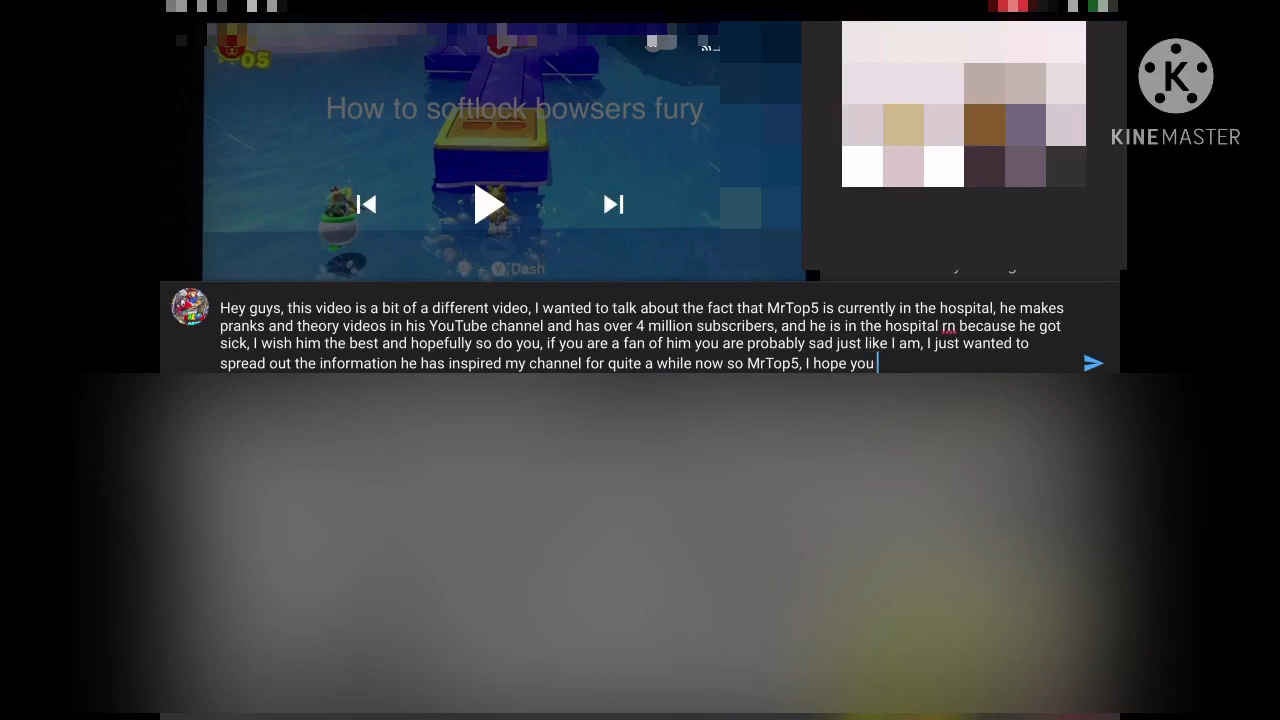 05
How to softlock bowsers fury
KINEMASTER
+ Y Dash
Hey guys, this video is a bit of a different video, I wanted to talk about the fact that MrTop5 is currently in the hospital, he makes
pranks and theory videos in his YouTube channel and has over 4 million subscribers, and he is in the hospital rn because he got
sick, I wish him the best and hopefully so do you, if you are a fan of him you are probably sad just like I am, I just wanted to
spread out the information he has inspired my channel for quite a while now so MrTop5, I hope you